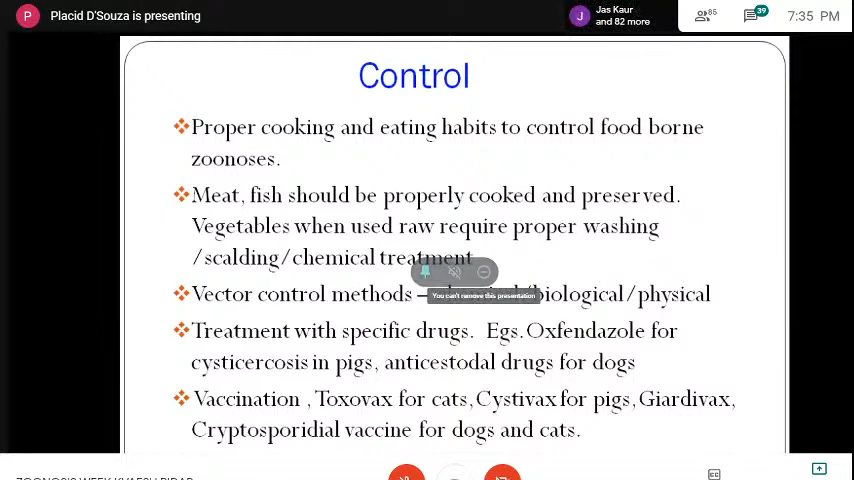 P Placid D'Souza is presenting
J Jas Kaur
and 82 more
85
39
7:35 PM
Control
Proper cooking and eating habits to control food borne
zoonoses.
Meat, fish should be properly cooked and preserved.
Vegetables when used raw require proper washing
/scalding/chemical treatment
Vector control methods – /biological/physical
You can't remove this presentation
Treatment with specific drugs. Egs. Oxfendazole for
cysticercosis in pigs, anticestodal drugs for dogs
Vaccination , Toxovax for cats, Cystivax for pigs, Giardivax,
Cryptosporidial vaccine for dogs and cats.